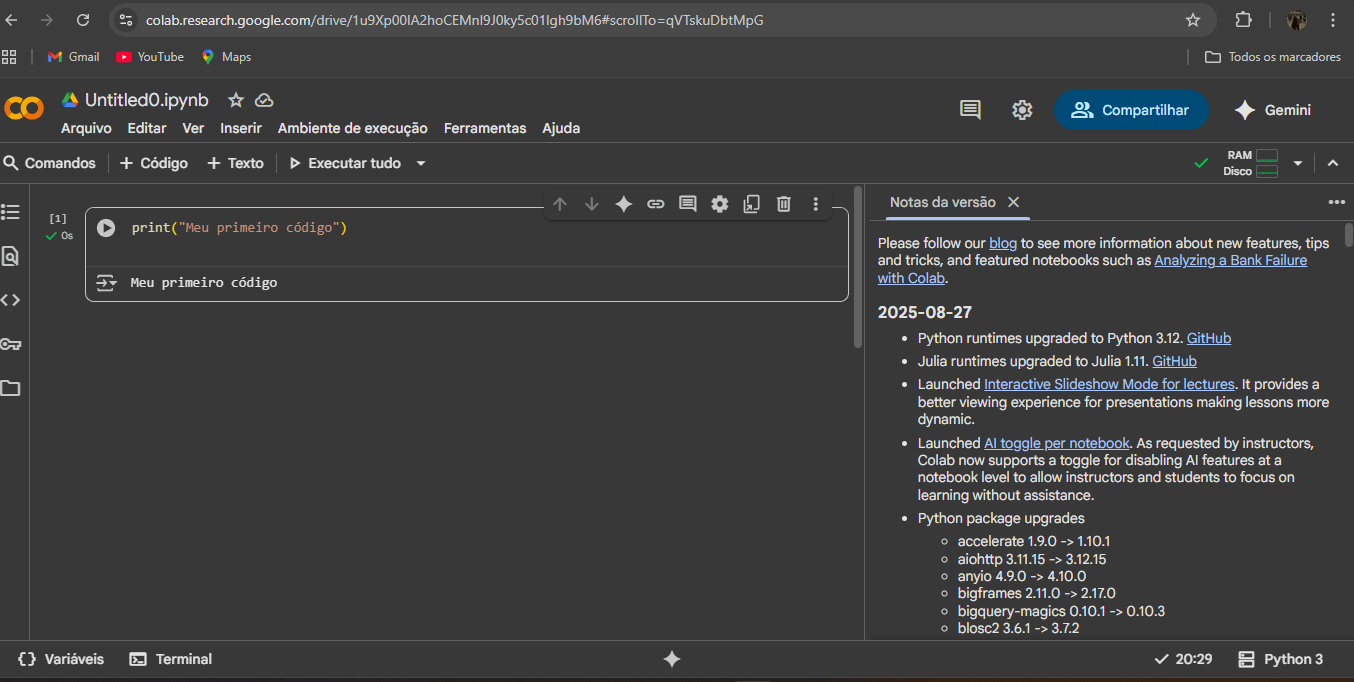 colab.research.google.com/drive/1u9Xp00IA2hoCEMnI9J0ky5c01Igh9bM6#scrollTo=qVTskuDbtMpG
Gmail YouTube Maps Todos os marcadores
Untitled0.ipynb
Arquivo Editar Ver Inserir Ambiente de execução Ferramentas Ajuda
Compartilhar Gemini
Comandos + Código + Texto Executar tudo
RAM
Disco
[1]
0s
print("Meu primeiro código")
Meu primeiro código
Notas da versão
Please follow our blog to see more information about new features, tips
and tricks, and featured notebooks such as Analyzing a Bank Failure
with Colab.
2025-08-27
Python runtimes upgraded to Python 3.12. GitHub
Julia runtimes upgraded to Julia 1.11. GitHub
Launched Interactive Slideshow Mode for lectures. It provides a
better viewing experience for presentations making lessons more
dynamic.
Launched AI toggle per notebook. As requested by instructors,
Colab now supports a toggle for disabling AI features at a
notebook level to allow instructors and students to focus on
learning without assistance.
Python package upgrades
accelerate 1.9.0 -> 1.10.1
aiohttp 3.11.15 -> 3.12.15
anyio 4.9.0 -> 4.10.0
bigframes 2.11.0 -> 2.17.0
bigquery-magics 0.10.1 -> 0.10.3
blosc2 3.6.1 -> 3.7.2
Variáveis Terminal
20:29 Python 3